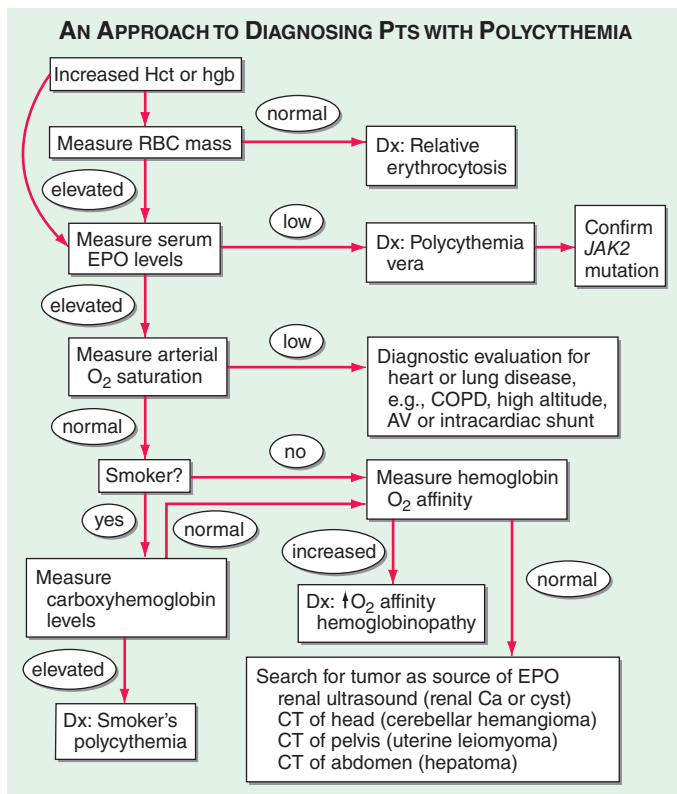 AN APPROACH TO DIAGNOSING PTS WITH POLYCYTHEMIA
Increased Hct or hgb
normal
Measure RBC mass
Dx: Relative
erythrocytosis
elevated
Measure serum
EPO levels
low
Dx: Polycythemia
vera
Confirm
JAK2
mutation
elevated
Measure arterial
O2 saturation
low
Diagnostic evaluation for
heart or lung disease,
e.g., COPD, high altitude,
AV or intracardiac shunt
normal
Smoker?
no
Measure hemoglobin
O2 affinity
yes
normal
increased
normal
Measure
carboxyhemoglobin
levels
Dx: ↑O2 affinity
hemoglobinopathy
elevated
Dx: Smoker's
polycythemia
Search for tumor as source of EPO
renal ultrasound (renal Ca or cyst)
CT of head (cerebellar hemangioma)
CT of pelvis (uterine leiomyoma)
CT of abdomen (hepatoma)